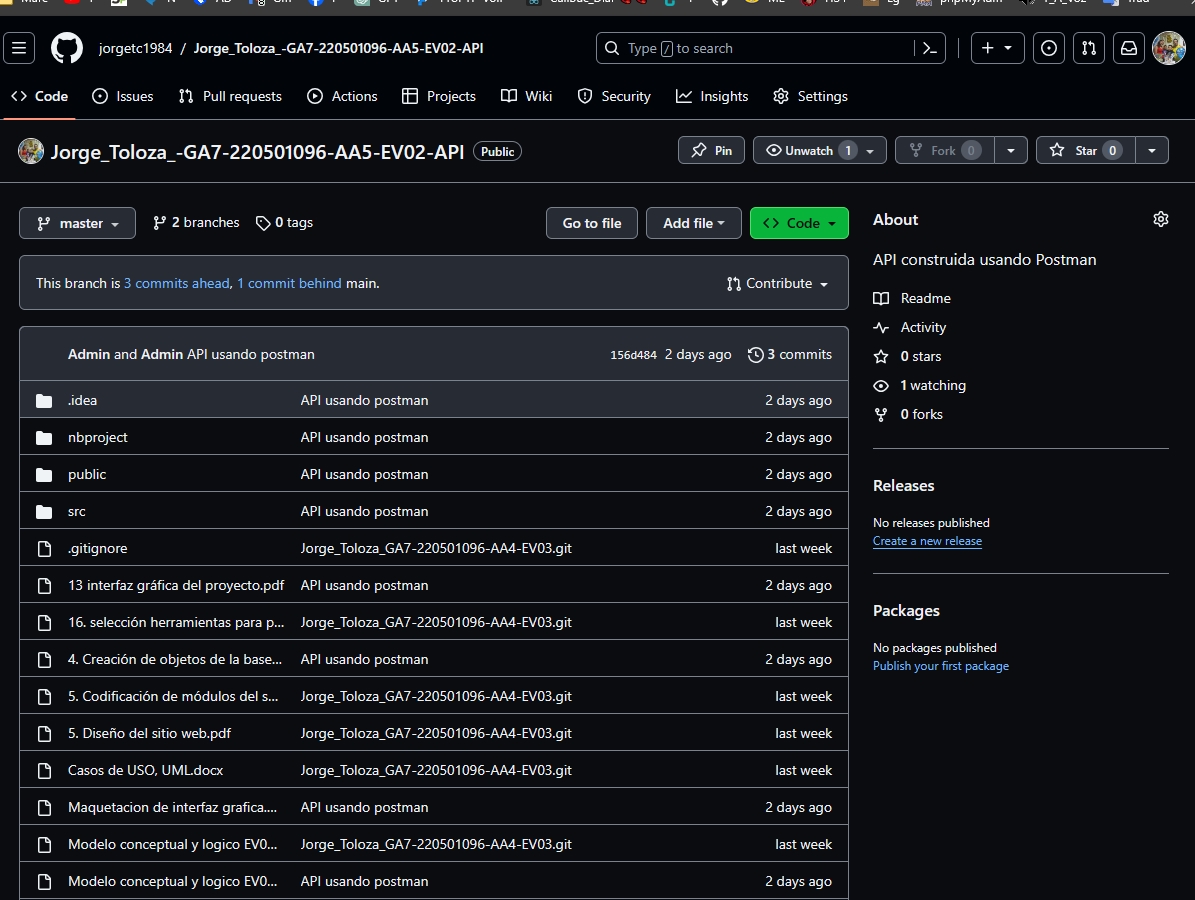 jorgetc1984 / Jorge_Toloza_-GA7-220501096-AA5-EV02-API
Type / to search
Code Issues Pull requests Actions Projects Wiki Security Insights Settings
Jorge_Toloza_-GA7-220501096-AA5-EV02-API Public
Pin Unwatch 1 Fork 0 Star 0
master 2 branches 0 tags Go to file Add file Code
This branch is 3 commits ahead, 1 commit behind main. Contribute
Admin and Admin API usando postman 156d484 2 days ago 3 commits
.idea API usando postman 2 days ago
nbproject API usando postman 2 days ago
public API usando postman 2 days ago
src API usando postman 2 days ago
.gitignore Jorge_Toloza_GA7-220501096-AA4-EV03.git last week
13 interfaz gráfica del proyecto.pdf API usando postman 2 days ago
16. selección herramientas para p... Jorge_Toloza_GA7-220501096-AA4-EV03.git last week
4. Creación de objetos de la base... API usando postman 2 days ago
5. Codificación de módulos del s... Jorge_Toloza_GA7-220501096-AA4-EV03.git last week
5. Diseño del sitio web.pdf Jorge_Toloza_GA7-220501096-AA4-EV03.git last week
Casos de USO, UML.docx Jorge_Toloza_GA7-220501096-AA4-EV03.git last week
Maquetacion de interfaz grafica.... API usando postman 2 days ago
Modelo conceptual y logico EV0... Jorge_Toloza_GA7-220501096-AA4-EV03.git last week
Modelo conceptual y logico EV0... API usando postman 2 days ago
About
API construida usando Postman
Readme
Activity
0 stars
1 watching
0 forks
Releases
No releases published
Create a new release
Packages
No packages published
Publish your first package